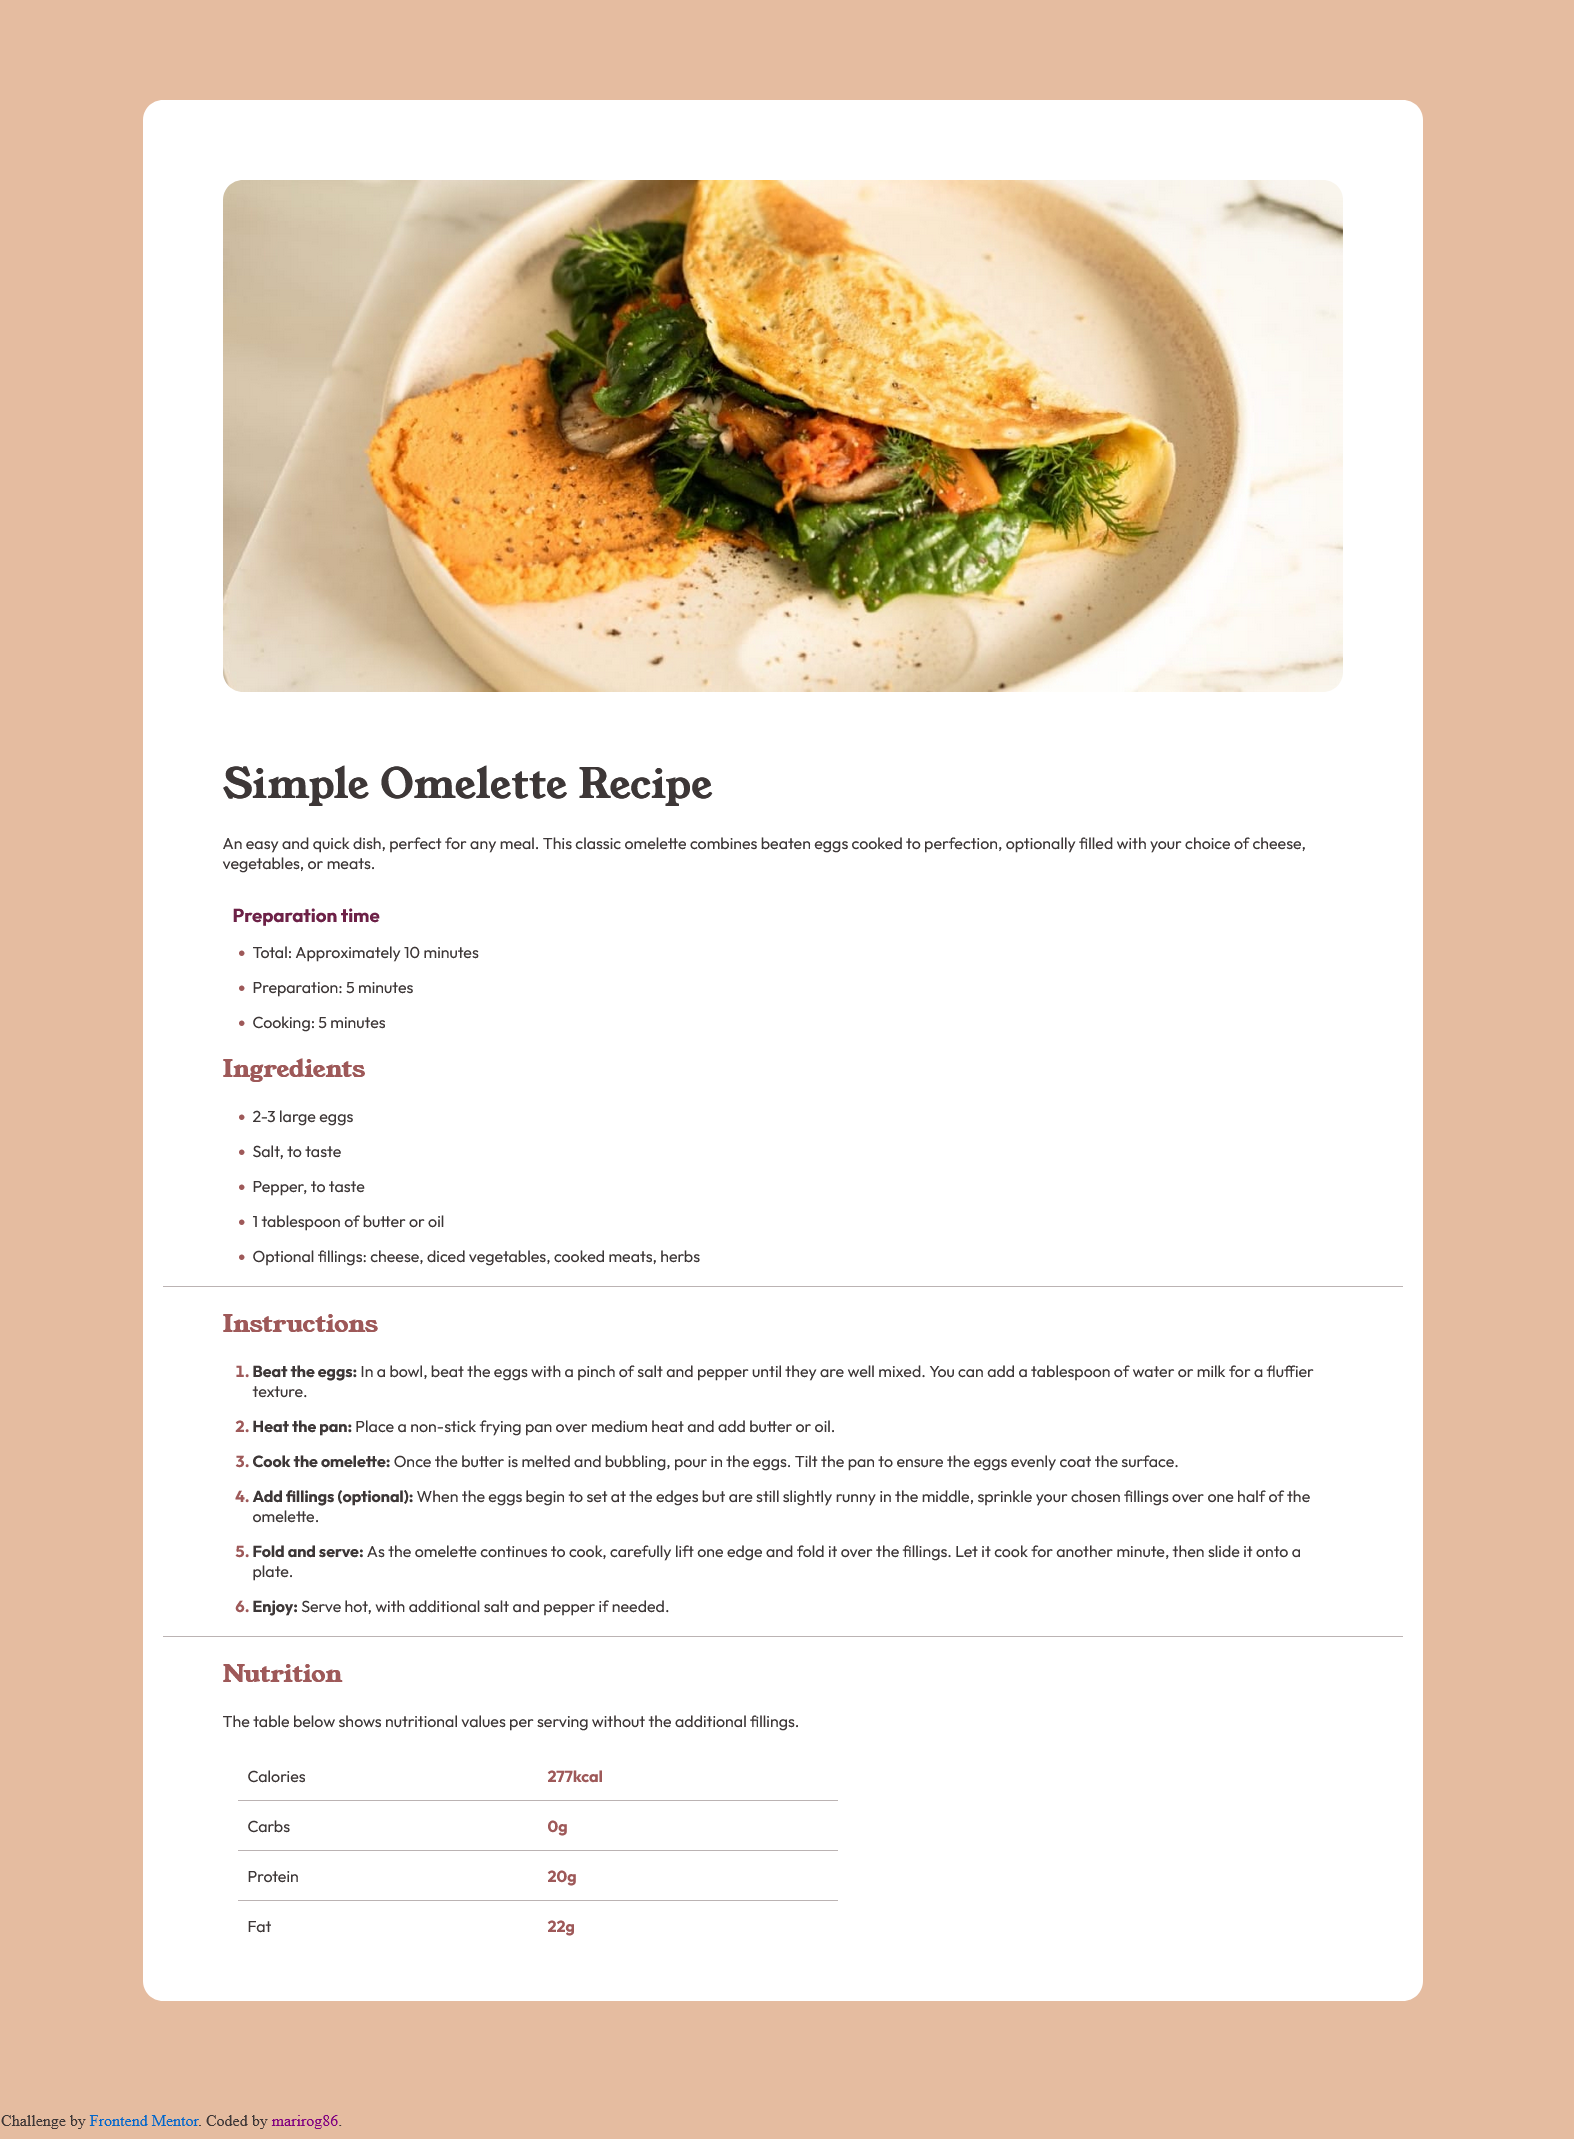 Simple Omelette Recipe
An easy and quick dish, perfect for any meal. This classic omelette combines beaten eggs cooked to perfection, optionally filled with your choice of cheese,
vegetables, or meats.
Preparation time
• Total: Approximately 10 minutes
• Preparation: 5 minutes
• Cooking: 5 minutes
Ingredients
• 2-3 large eggs
• Salt, to taste
• Pepper, to taste
• 1 tablespoon of butter or oil
• Optional fillings: cheese, diced vegetables, cooked meats, herbs
Instructions
1. Beat the eggs: In a bowl, beat the eggs with a pinch of salt and pepper until they are well mixed. You can add a tablespoon of water or milk for a fluffier
texture.
2. Heat the pan: Place a non-stick frying pan over medium heat and add butter or oil.
3. Cook the omelette: Once the butter is melted and bubbling, pour in the eggs. Tilt the pan to ensure the eggs evenly coat the surface.
4. Add fillings (optional): When the eggs begin to set at the edges but are still slightly runny in the middle, sprinkle your chosen fillings over one half of the
omelette.
5. Fold and serve: As the omelette continues to cook, carefully lift one edge and fold it over the fillings. Let it cook for another minute, then slide it onto a
plate.
6. Enjoy: Serve hot, with additional salt and pepper if needed.
Nutrition
The table below shows nutritional values per serving without the additional fillings.
Calories 277kcal
Carbs 0g
Protein 20g
Fat 22g
Challenge by Frontend Mentor. Coded by marirog86.